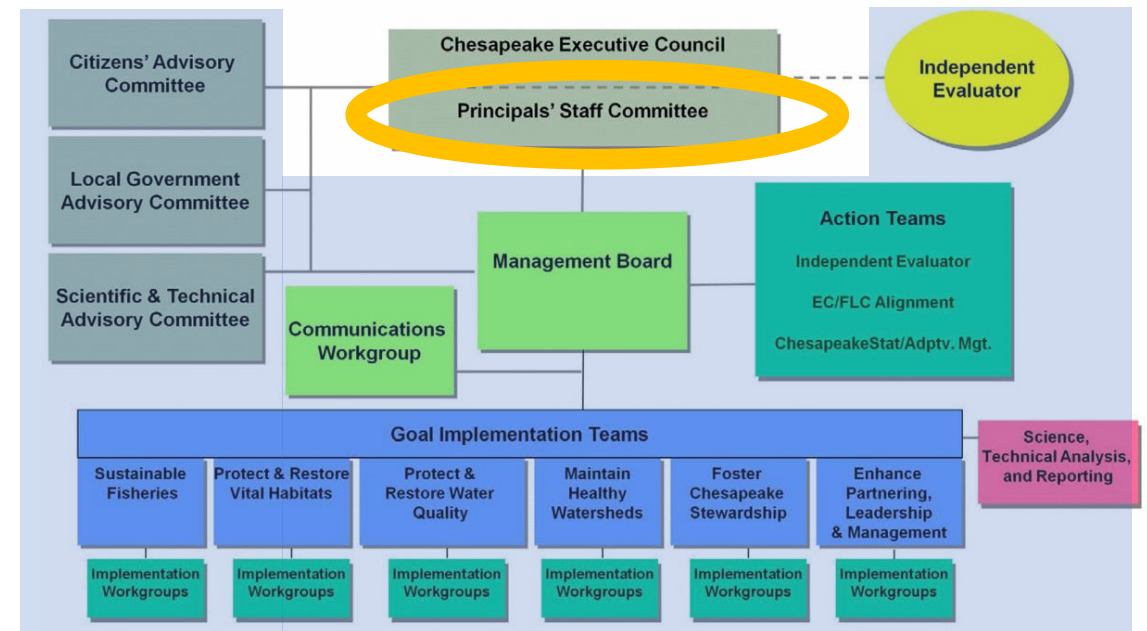 Citizens' Advisory
Committee
Chesapeake Executive Council
Principals' Staff Committee
Independent
Evaluator
Local Government
Advisory Committee
Scientific & Technical
Advisory Committee
Management Board
Action Teams
Independent Evaluator
EC/FLC Alignment
ChesapeakeStat/Adptv. Mgt.
Communications
Workgroup
Goal Implementation Teams
Science,
Technical Analysis,
and Reporting
Sustainable
Fisheries
Protect & Restore
Vital Habitats
Protect &
Restore Water
Quality
Maintain
Healthy
Watersheds
Foster
Chesapeake
Stewardship
Enhance
Partnering,
Leadership
& Management
Implementation
Workgroups
Implementation
Workgroups
Implementation
Workgroups
Implementation
Workgroups
Implementation
Workgroups
Implementation
Workgroups